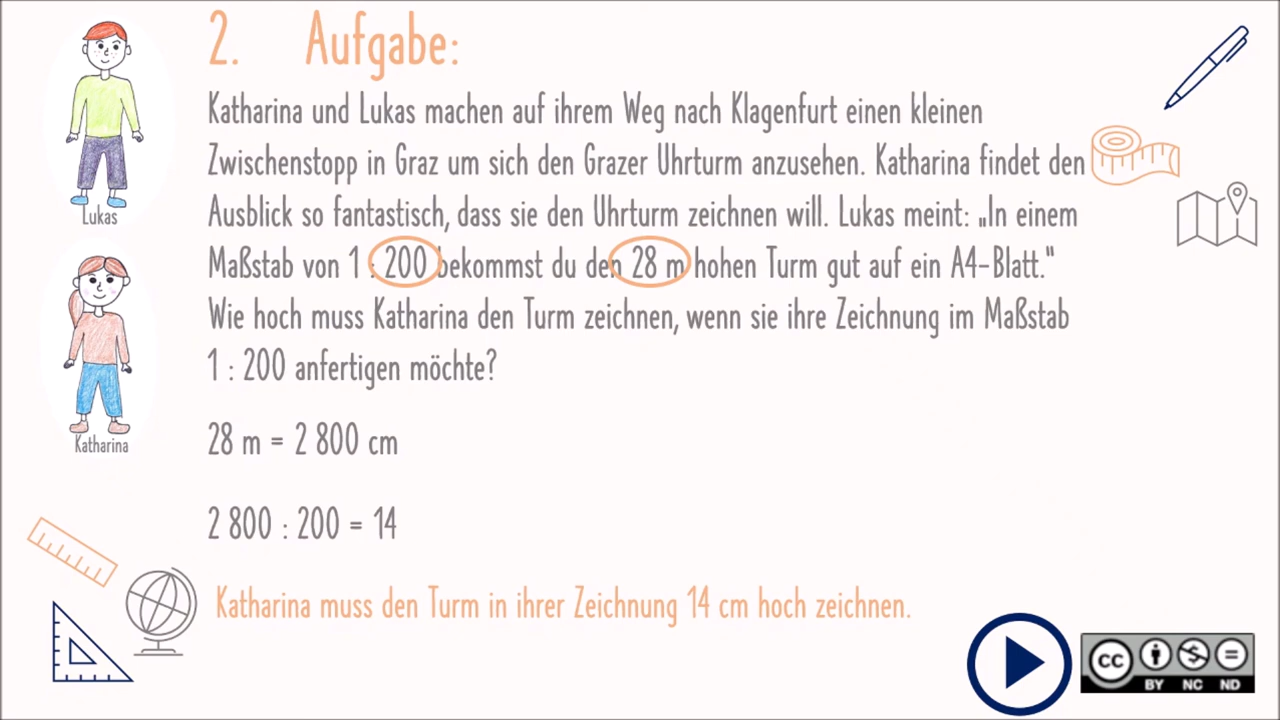 2. Aufgabe:
Katharina und Lukas machen auf ihrem Weg nach Klagenfurt einen kleinen
Zwischenstopp in Graz um sich den Grazer Uhrturm anzusehen. Katharina findet den
Ausblick so fantastisch, dass sie den Uhrturm zeichnen will. Lukas meint: „In einem
Maßstab von 1 : 200 bekommst du den 28 m hohen Turm gut auf ein A4-Blatt."
Wie hoch muss Katharina den Turm zeichnen, wenn sie ihre Zeichnung im Maßstab
1 : 200 anfertigen möchte?
Lukas
Katharina
28 m = 2 800 cm
2 800 : 200 = 14
Katharina muss den Turm in ihrer Zeichnung 14 cm hoch zeichnen.
cc
BY NC ND